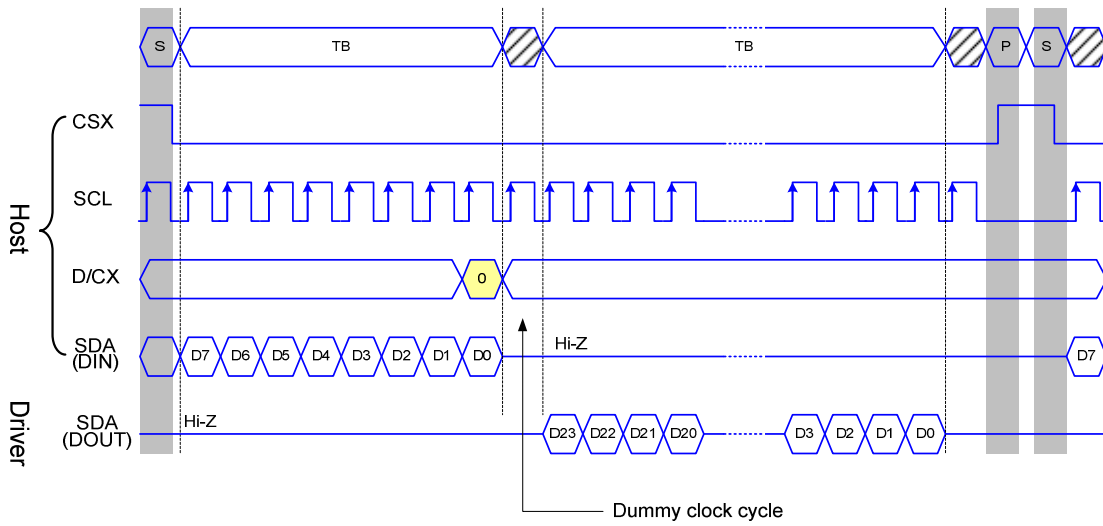 S TB TB P S
CSX
SCL
D/CX 0
SDA
(DIN) D7 D6 D5 D4 D3 D2 D1 D0 Hi-Z D7
Host
SDA
(DOUT) Hi-Z D23 D22 D21 D20 D3 D2 D1 D0
Driver
Dummy clock cycle